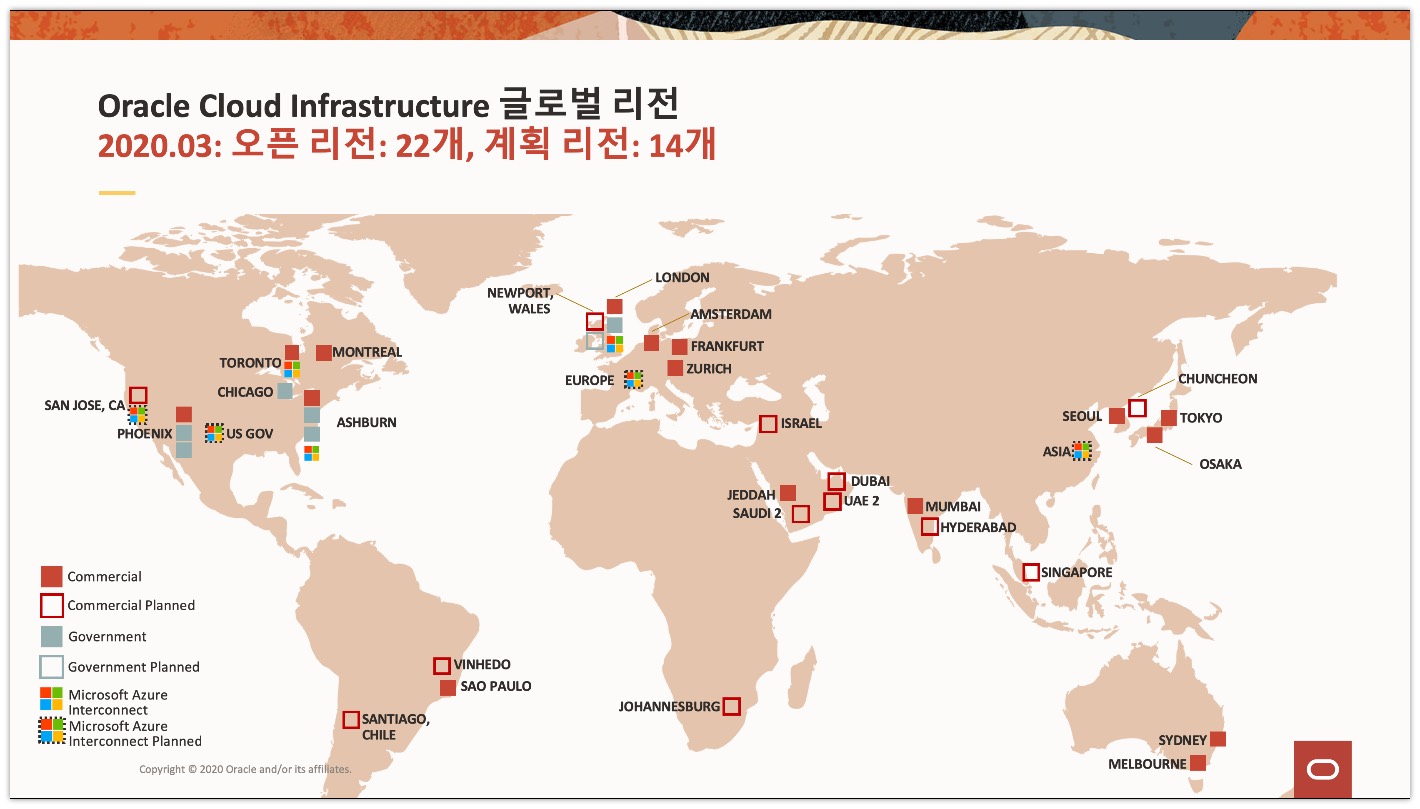 Oracle Cloud Infrastructure 글로벌 리전
2020.03: 오픈 리전: 22개, 계획 리전: 14개
LONDON
NEWPORT,
WALES
AMSTERDAM
FRANKFURT
ZURICH
EUROPE
TORONTO
MONTREAL
CHICAGO
SAN JOSE, CA
ASHBURN
PHOENIX
US GOV
ISRAEL
CHUNCHEON
SEOUL
TOKYO
ASIA
OSAKA
DUBAI
JEDDAH
UAE 2
SAUDI 2
MUMBAI
HYDERABAD
SINGAPORE
VINHEDO
SAO PAULO
SANTIAGO,
CHILE
JOHANNESBURG
SYDNEY
MELBOURNE
Commercial
Commercial Planned
Government
Government Planned
Microsoft Azure
Interconnect
Microsoft Azure
Interconnect Planned
Copyright © 2020 Oracle and/or its affiliates.